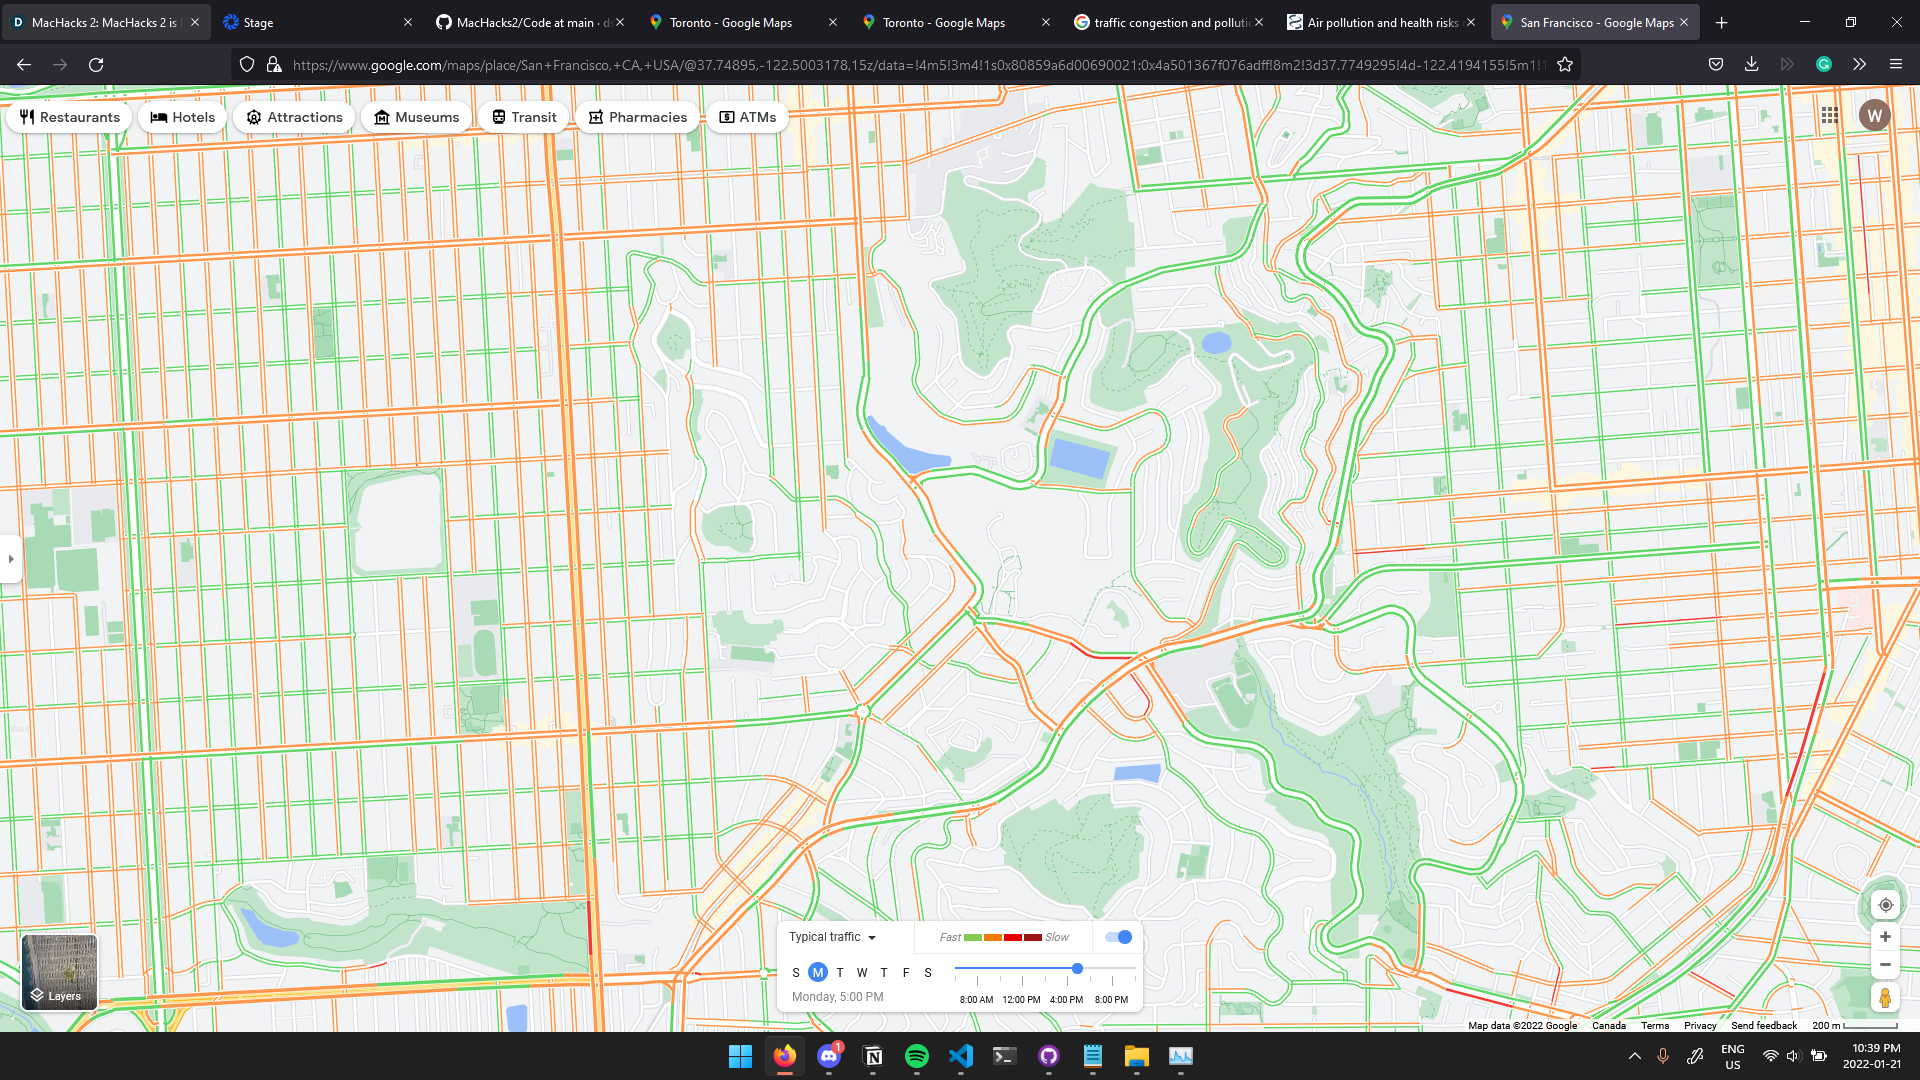 MacHacks 2: MacHacks 2 is
Stage
MacHacks2/Code at main · ds
Toronto - Google Maps
Toronto - Google Maps
traffic congestion and pollutio
Air pollution and health risks
San Francisco - Google Maps
https://www.google.com/maps/place/San+Francisco,+CA,+USA/@37.74895,-122.5003178,15z/data=!4m5!3m4!1s0x80859a6d00690021:0x4a501367f076adff!8m2!3d37.7749295!4d-122.4194155!5m1!1
Restaurants
Hotels
Attractions
Museums
Transit
Pharmacies
ATMs
W
Typical traffic
Fast
Slow
S M T W T F S
Monday, 5:00 PM
8:00 AM 12:00 PM 4:00 PM 8:00 PM
Layers
Map data ©2022 Google Canada Terms Privacy Send feedback 200 m
1
ENG
US
10:39 PM
2022-01-21